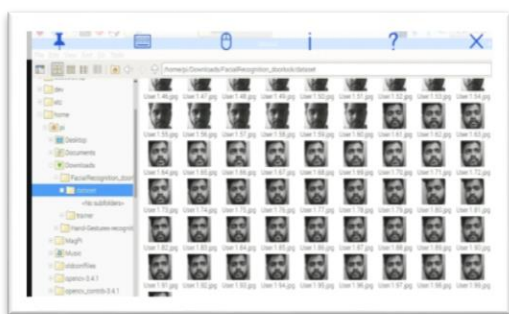 i ? X
/home/pi/Downloads/FacialRecognition_doorlock/dataset
dev
etc
home
pi
Desktop
Documents
Downloads
FacialRecognition_door
dataset
<No subfolders>
trainer
Hand-Gestures-recognit
MagPi
Music
oldconffiles
opencv-3.4.1
opencv_contrib-3.4.1
User.1.46.jpg User.1.47.jpg User.1.48.jpg User.1.49.jpg User.1.50.jpg User.1.51.jpg User.1.52.jpg User.1.53.jpg User.1.54.jpg
User.1.55.jpg User.1.56.jpg User.1.57.jpg User.1.58.jpg User.1.59.jpg User.1.60.jpg User.1.61.jpg User.1.62.jpg User.1.63.jpg
User.1.64.jpg User.1.65.jpg User.1.66.jpg User.1.67.jpg User.1.68.jpg User.1.69.jpg User.1.70.jpg User.1.71.jpg User.1.72.jpg
User.1.73.jpg User.1.74.jpg User.1.75.jpg User.1.76.jpg User.1.77.jpg User.1.78.jpg User.1.79.jpg User.1.80.jpg User.1.81.jpg
User.1.82.jpg User.1.83.jpg User.1.84.jpg User.1.85.jpg User.1.86.jpg User.1.87.jpg User.1.88.jpg User.1.89.jpg User.1.90.jpg
User.1.91.jpg User.1.92.jpg User.1.93.jpg User.1.94.jpg User.1.95.jpg User.1.96.jpg User.1.97.jpg User.1.98.jpg User.1.99.jpg